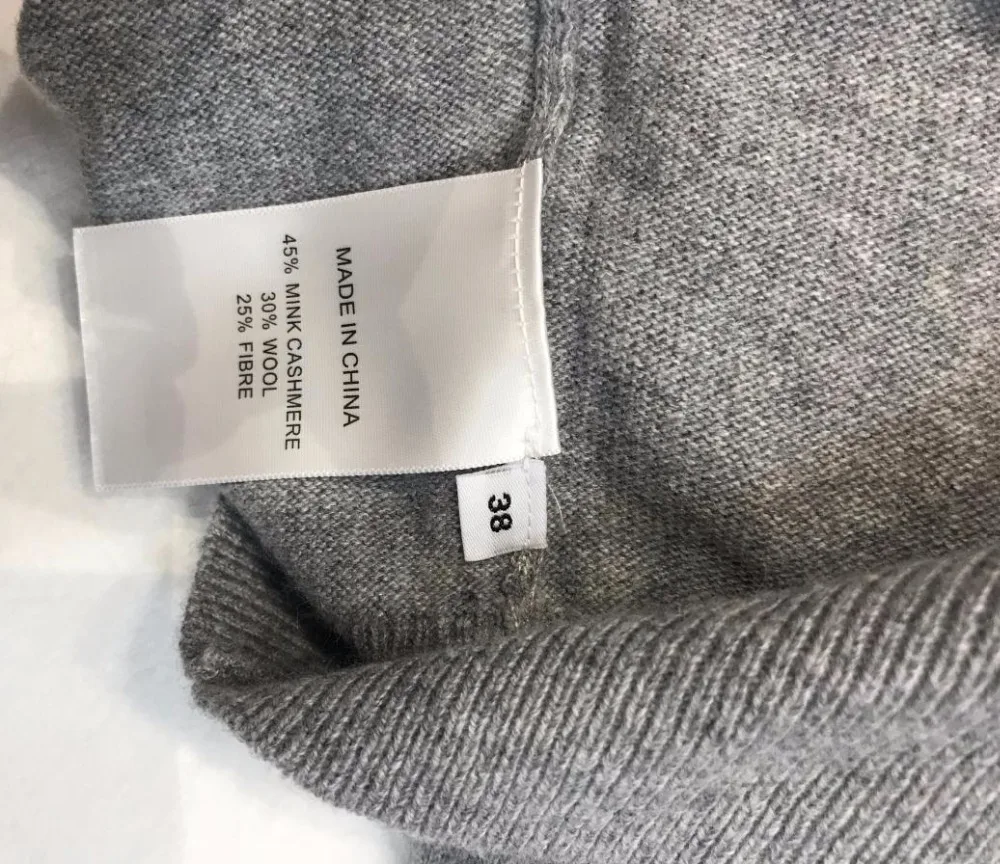 MADE IN CHINA
45% MINK CASHMERE
30% WOOL
25% FIBRE
38